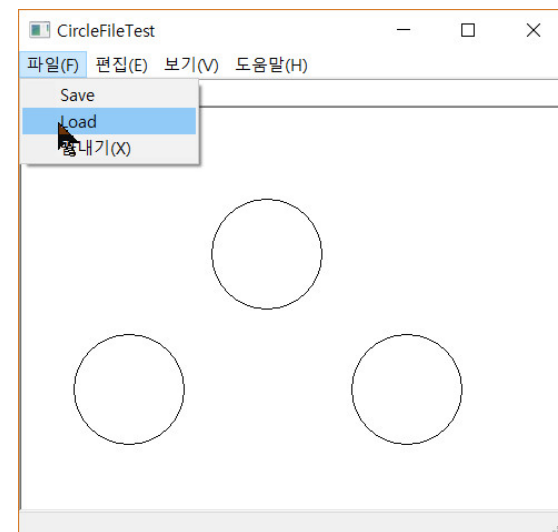 CircleFileTest
파일(F) 편집(E) 보기(V) 도움말(H)
Save
Load
끝내기(X)